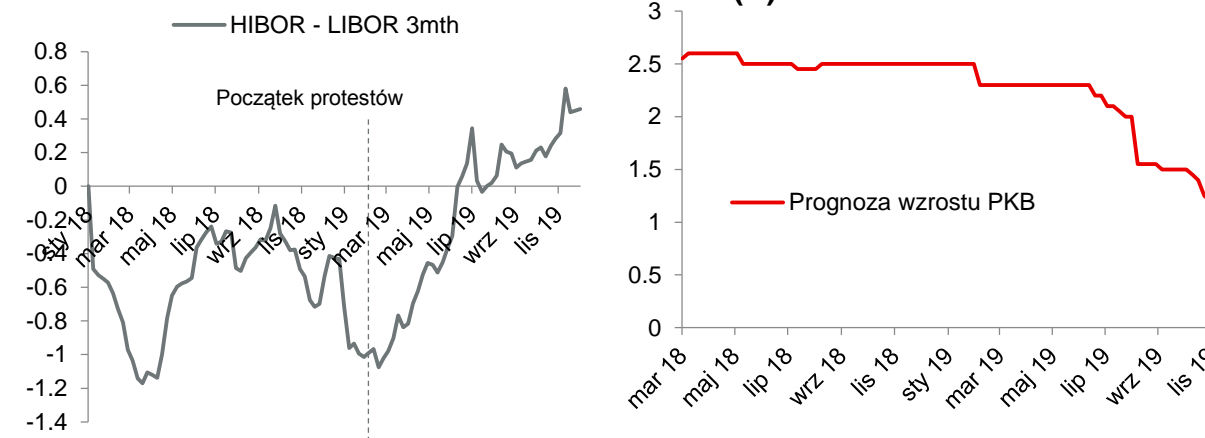 HIBOR - LIBOR 3mth
0.8
0.6
0.4
0.2
0
-0.2
-0.4
-0.6
-0.8
-1
-1.2
-1.4
Początek protestów
sty 18
mar 18
maj 18
lip 18
wrz 18
lis 18
sty 19
mar 19
maj 19
lip 19
wrz 19
lis 19
3
2.5
2
1.5
1
0.5
0
Prognoza wzrostu PKB
mar 18
maj 18
lip 18
wrz 18
lis 18
sty 19
mar 19
maj 19
lip 19
wrz 19
lis 19